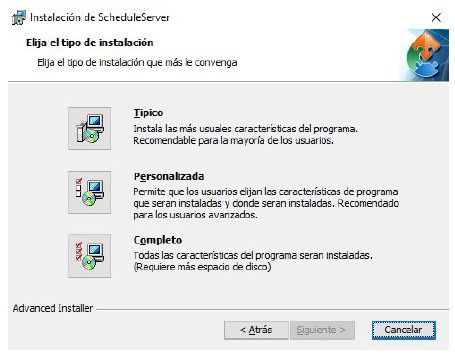 Instalación de ScheduleServer
Elija el tipo de instalación
Elija el tipo de instalación que más le convenga
Típico
Instala las más usuales características del programa.
Recomendable para la mayoría de los usuarios.
Personalizada
Permite que los usuarios elijan las características de programa
que seran instaladas y donde seran instaladas. Recomendado
para los usuarios avanzados.
Completo
Todas las características del programa seran instaladas.
(Requiere más espacio de disco)
Advanced Installer
< Atrás
Siguiente >
Cancelar